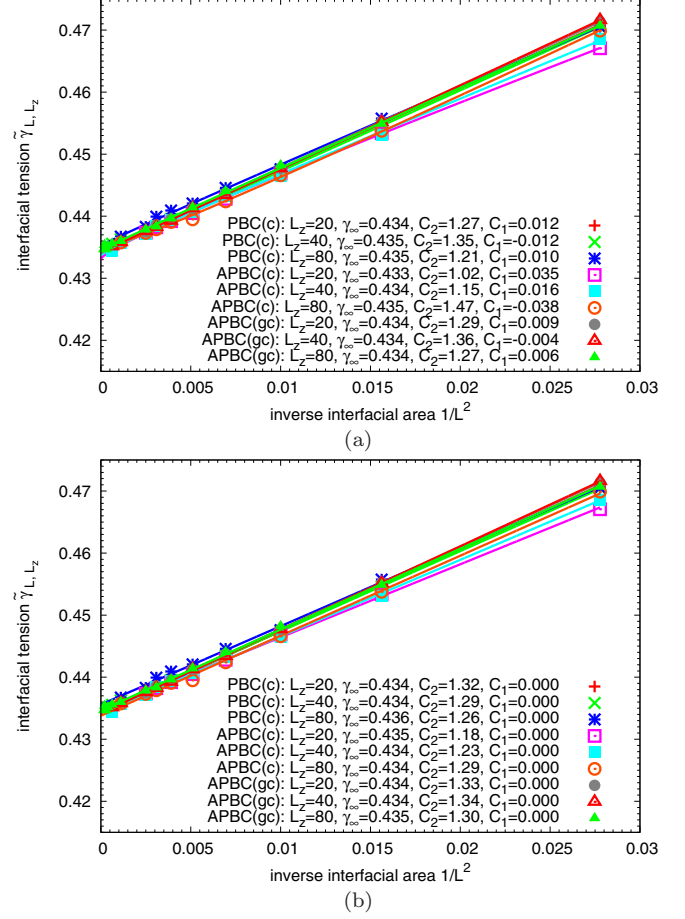 0.47
0.46
0.45
0.44
0.43
0.42
interfacial tension γ̃L, Lz
PBC(c): Lz=20, γ∞=0.434, C2=1.27, C1=0.012
PBC(c): Lz=40, γ∞=0.435, C2=1.35, C1=-0.012
PBC(c): Lz=80, γ∞=0.435, C2=1.21, C1=0.010
APBC(c): Lz=20, γ∞=0.433, C2=1.02, C1=0.035
APBC(c): Lz=40, γ∞=0.434, C2=1.15, C1=0.016
APBC(c): Lz=80, γ∞=0.435, C2=1.47, C1=-0.038
APBC(gc): Lz=20, γ∞=0.434, C2=1.29, C1=0.009
APBC(gc): Lz=40, γ∞=0.434, C2=1.36, C1=-0.004
APBC(gc): Lz=80, γ∞=0.434, C2=1.27, C1=0.006
0 0.005 0.01 0.015 0.02 0.025 0.03
inverse interfacial area 1/L²
(a)
0.47
0.46
0.45
0.44
0.43
0.42
interfacial tension γ̃L, Lz
PBC(c): Lz=20, γ∞=0.434, C2=1.32, C1=0.000
PBC(c): Lz=40, γ∞=0.434, C2=1.29, C1=0.000
PBC(c): Lz=80, γ∞=0.436, C2=1.26, C1=0.000
APBC(c): Lz=20, γ∞=0.435, C2=1.18, C1=0.000
APBC(c): Lz=40, γ∞=0.434, C2=1.23, C1=0.000
APBC(c): Lz=80, γ∞=0.434, C2=1.29, C1=0.000
APBC(gc): Lz=20, γ∞=0.434, C2=1.33, C1=0.000
APBC(gc): Lz=40, γ∞=0.434, C2=1.34, C1=0.000
APBC(gc): Lz=80, γ∞=0.435, C2=1.30, C1=0.000
0 0.005 0.01 0.015 0.02 0.025 0.03
inverse interfacial area 1/L²
(b)